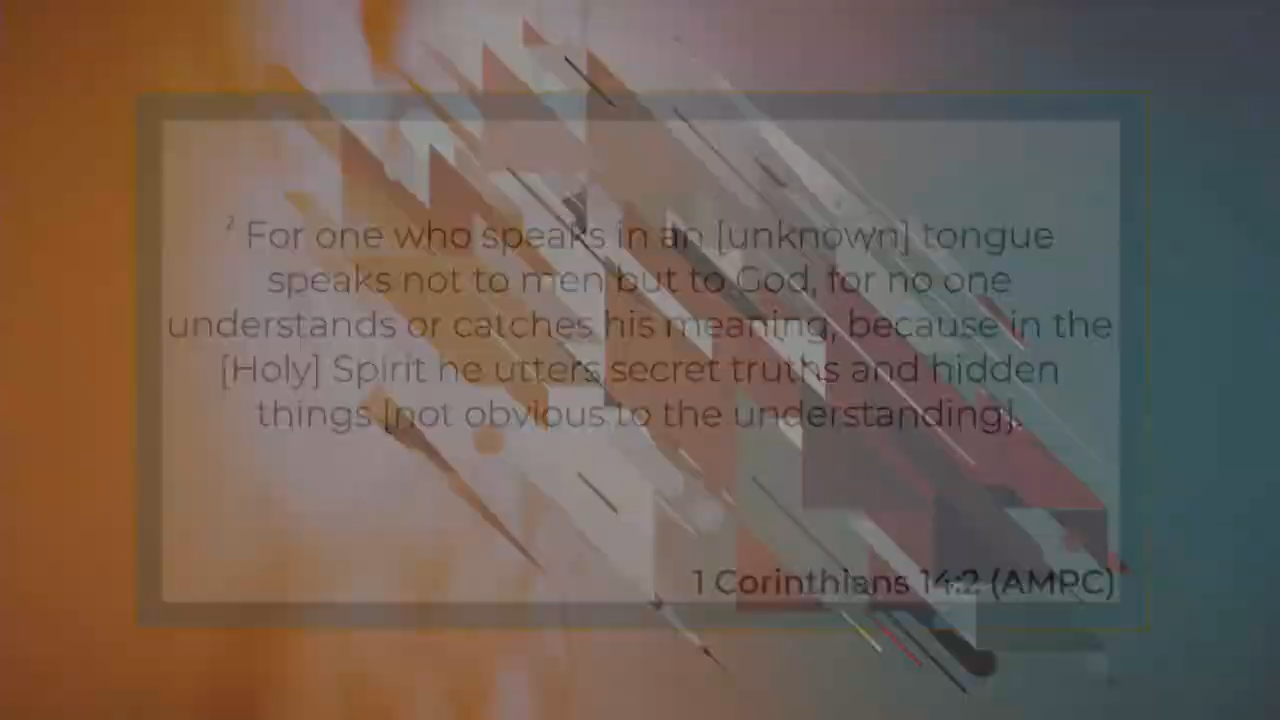 ² For one who speaks in an [unknown] tongue
speaks not to men but to God, for no one
understands or catches his meaning, because in the
[Holy] Spirit he utters secret truths and hidden
things [not obvious to the understanding].
1 Corinthians 14:2 (AMPC)